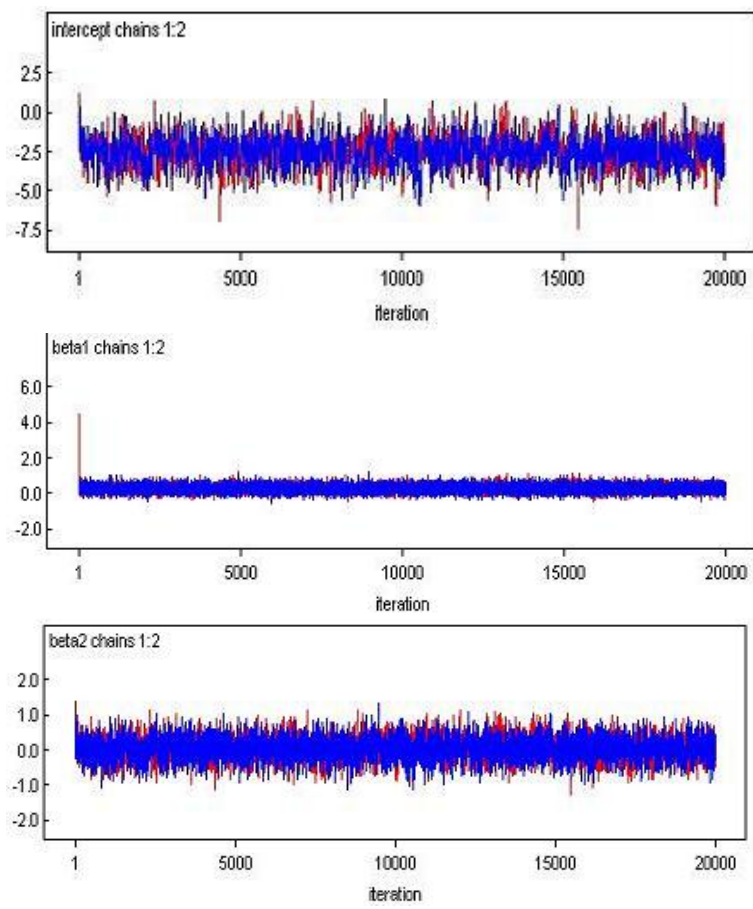 intercept chains 1:2
2.5
0.0
-2.5
-5.0
-7.5
1 5000 10000 15000 20000
iteration
beta1 chains 1:2
6.0
4.0
2.0
0.0
-2.0
1 5000 10000 15000 20000
iteration
beta2 chains 1:2
2.0
1.0
0.0
-1.0
-2.0
1 5000 10000 15000 20000
iteration